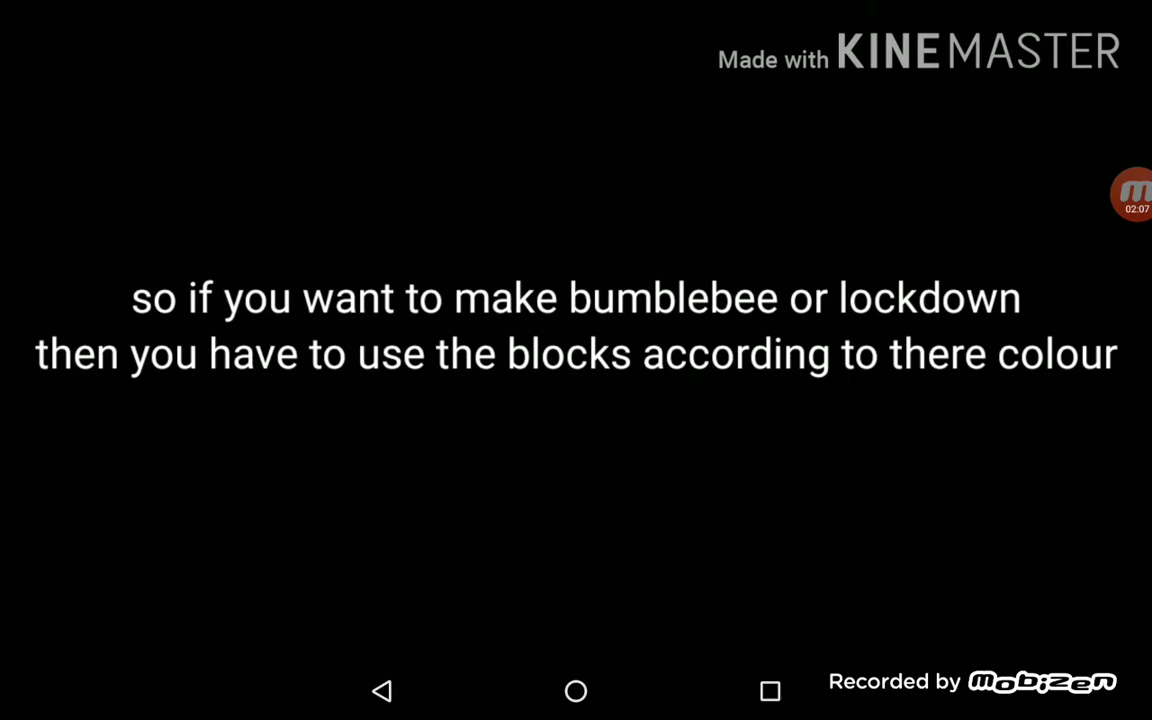 Made with KINEMASTER
02:07
so if you want to make bumblebee or lockdown
then you have to use the blocks according to there colour
Recorded by mobizen